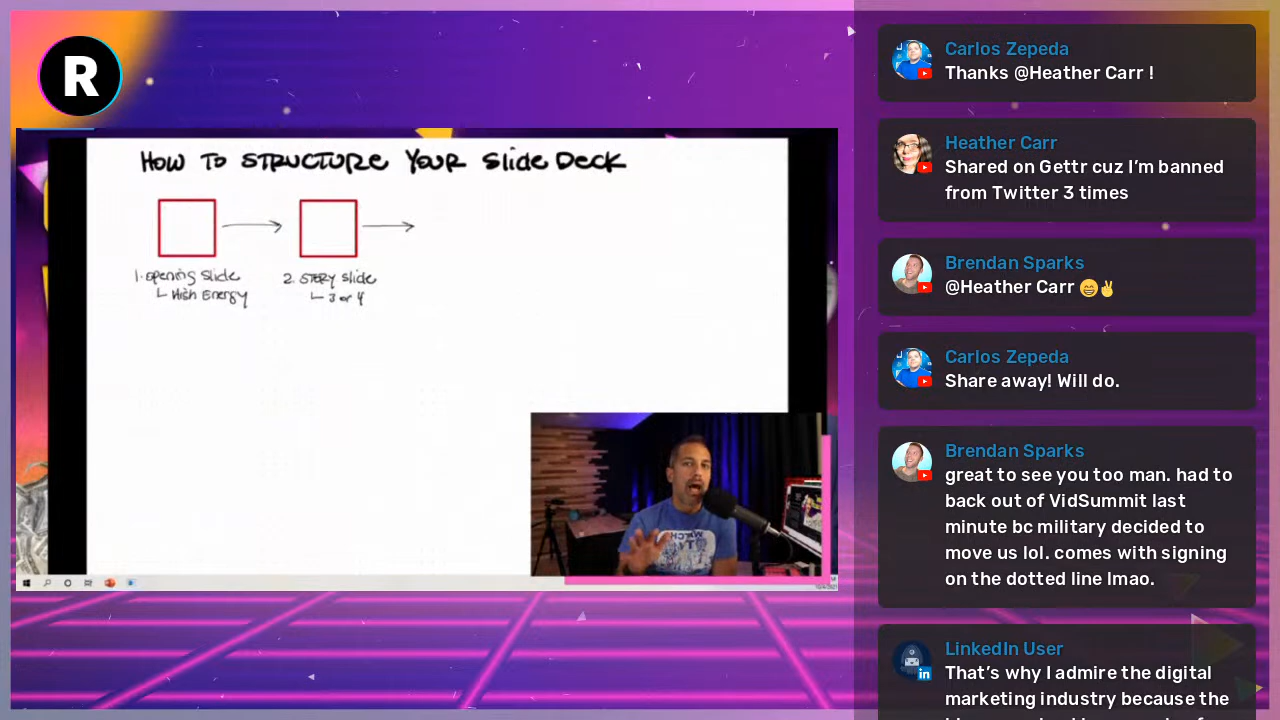 R
HOW TO STRUCTURE YOUR Slide DECK
1. opening slide
High Energy
2. STORY slide
3 or 4
Carlos Zepeda
Thanks @Heather Carr !
Heather Carr
Shared on Gettr cuz I’m banned
from Twitter 3 times
Brendan Sparks
@Heather Carr 😁✌
Carlos Zepeda
Share away! Will do.
Brendan Sparks
great to see you too man. had to
back out of VidSummit last
minute bc military decided to
move us lol. comes with signing
on the dotted line lmao.
LinkedIn User
That’s why I admire the digital
marketing industry because the